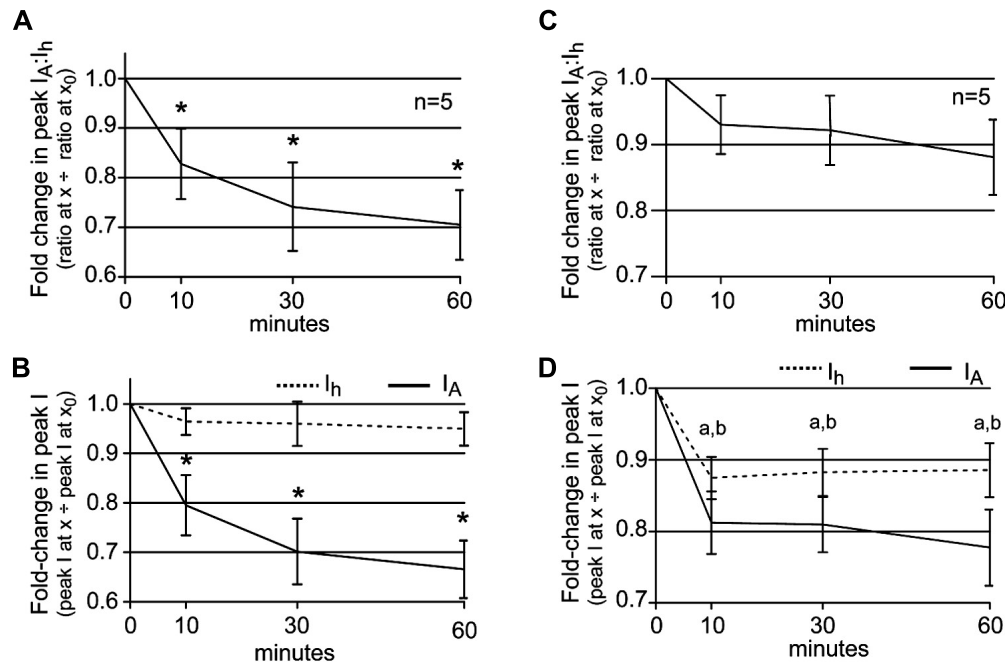 A
Fold change in peak IA:Ih
(ratio at x ÷ ratio at x0)
1.0
0.9
0.8
0.7
0.6
n=5
*
*
*
0
10
30
60
minutes
C
Fold change in peak IA:Ih
(ratio at x ÷ ratio at x0)
1.0
0.9
0.8
0.7
n=5
0
10
30
60
minutes
B
Fold-change in peak I
(peak I at x ÷ peak I at x0)
Ih
IA
1.0
0.9
0.8
0.7
0.6
*
*
*
0
10
30
60
minutes
D
Fold-change in peak I
(peak I at x ÷ peak I at x0)
Ih
IA
1.0
0.9
0.8
0.7
a,b
a,b
a,b
0
10
30
60
minutes